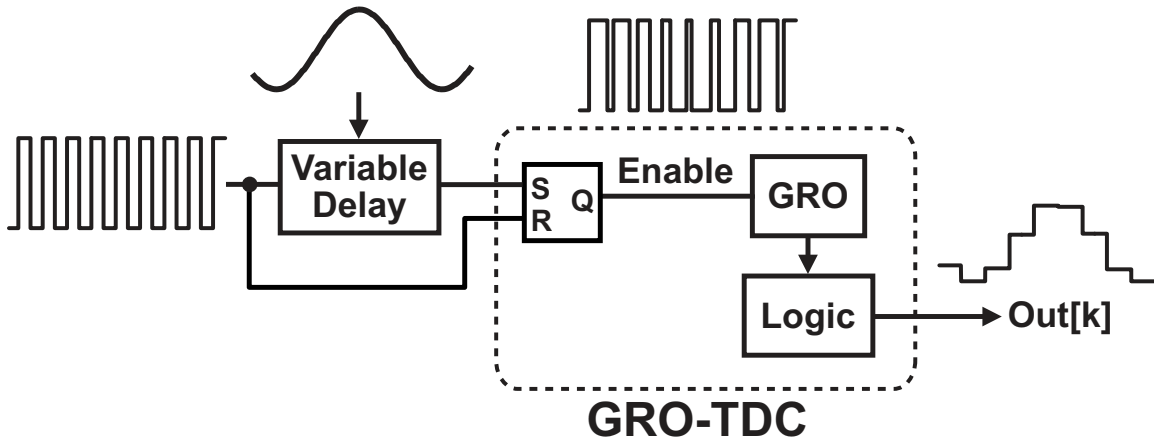 Variable
Delay
S
R
Q
Enable
GRO
Logic
Out[k]
GRO-TDC